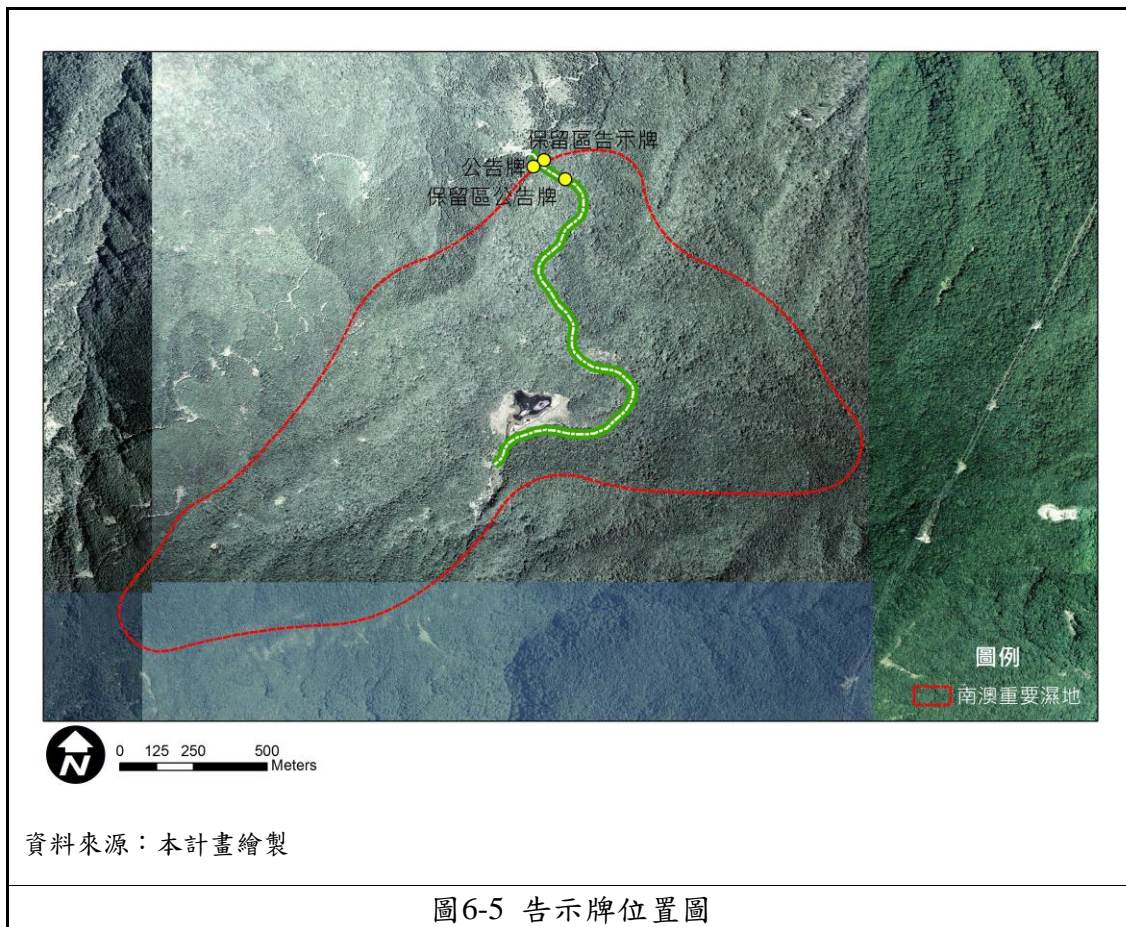 保留區告示牌
公告牌
保留區公告牌
圖例
南澳重要濕地
N
0 125 250 500
Meters
資料來源：本計畫繪製
圖6-5 告示牌位置圖